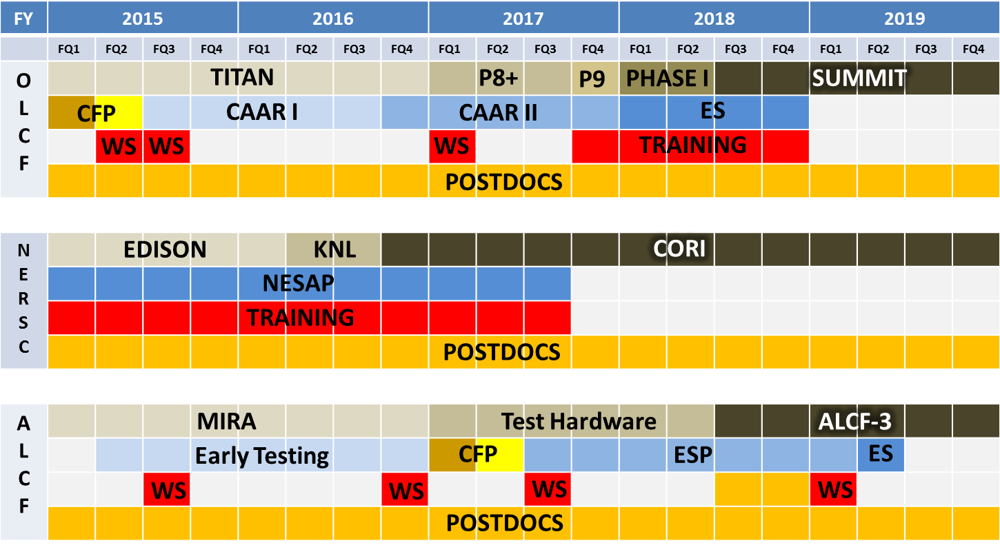 FY 2015 2016 2017 2018 2019
FQ1 FQ2 FQ3 FQ4 FQ1 FQ2 FQ3 FQ4 FQ1 FQ2 FQ3 FQ4 FQ1 FQ2 FQ3 FQ4 FQ1 FQ2 FQ3 FQ4
OLCF
TITAN P8+ P9 PHASE I SUMMIT
CFP CAAR I CAAR II ES
WS WS WS TRAINING
POSTDOCS
NERSC
EDISON KNL CORI
NESAP
TRAINING
POSTDOCS
ALCF
MIRA Test Hardware ALCF-3
Early Testing CFP ESP ES
WS WS WS WS
POSTDOCS